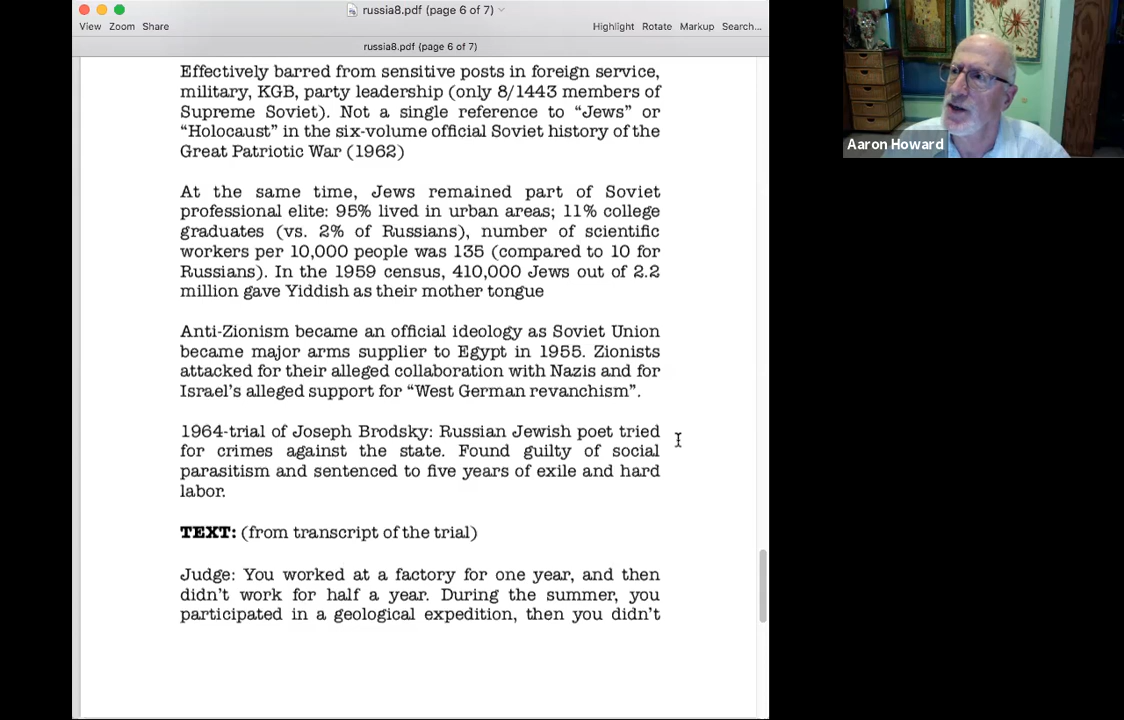 russia8.pdf (page 6 of 7)
View Zoom Share
Highlight Rotate Markup Search...
russia8.pdf (page 6 of 7)
Effectively barred from sensitive posts in foreign service,
military, KGB, party leadership (only 8/1443 members of
Supreme Soviet). Not a single reference to “Jews” or
“Holocaust” in the six-volume official Soviet history of the
Great Patriotic War (1962)
At the same time, Jews remained part of Soviet
professional elite: 95% lived in urban areas; 11% college
graduates (vs. 2% of Russians), number of scientific
workers per 10,000 people was 135 (compared to 10 for
Russians). In the 1959 census, 410,000 Jews out of 2.2
million gave Yiddish as their mother tongue
Anti-Zionism became an official ideology as Soviet Union
became major arms supplier to Egypt in 1955. Zionists
attacked for their alleged collaboration with Nazis and for
Israel’s alleged support for “West German revanchism”.
1964-trial of Joseph Brodsky: Russian Jewish poet tried
for crimes against the state. Found guilty of social
parasitism and sentenced to five years of exile and hard
labor.
TEXT: (from transcript of the trial)
Judge: You worked at a factory for one year, and then
didn’t work for half a year. During the summer, you
participated in a geological expedition, then you didn’t
Aaron Howard